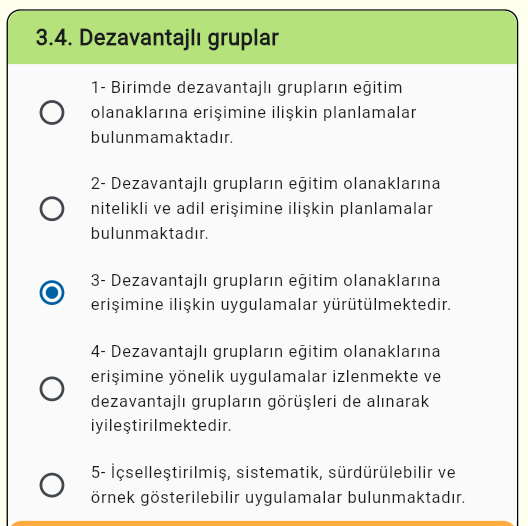 3.4. Dezavantajlı gruplar
1- Birimde dezavantajlı grupların eğitim
olanaklarına erişimine ilişkin planlamalar
bulunmamaktadır.
2- Dezavantajlı grupların eğitim olanaklarına
nitelikli ve adil erişimine ilişkin planlamalar
bulunmaktadır.
3- Dezavantajlı grupların eğitim olanaklarına
erişimine ilişkin uygulamalar yürütülmektedir.
4- Dezavantajlı grupların eğitim olanaklarına
erişimine yönelik uygulamalar izlenmekte ve
dezavantajlı grupların görüşleri de alınarak
iyileştirilmektedir.
5- İçselleştirilmiş, sistematik, sürdürülebilir ve
örnek gösterilebilir uygulamalar bulunmaktadır.